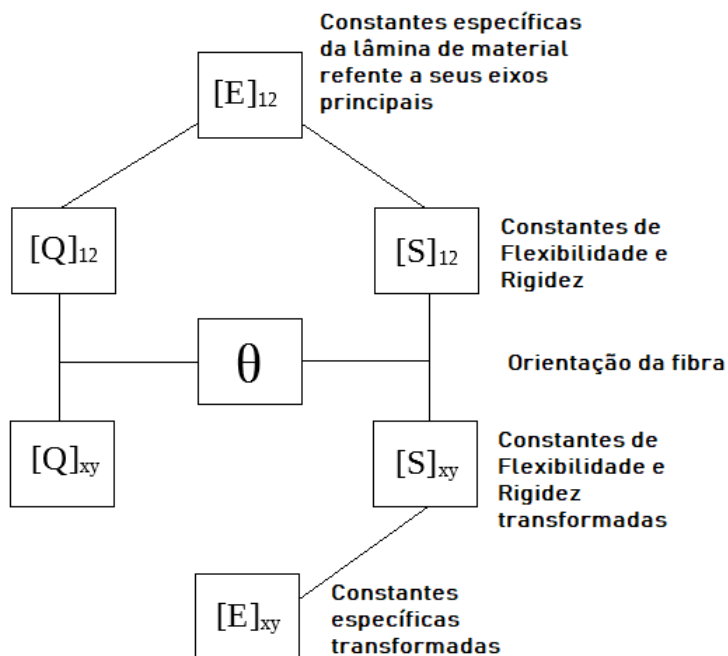 Constantes específicas
da lâmina de material
refente a seus eixos
principais
[E]12
[Q]12
[S]12
Constantes de
Flexibilidade e
Rigidez
θ
Orientação da fibra
[Q]xy
[S]xy
Constantes de
Flexibilidade e
Rigidez
transformadas
[E]xy
Constantes
específicas
transformadas